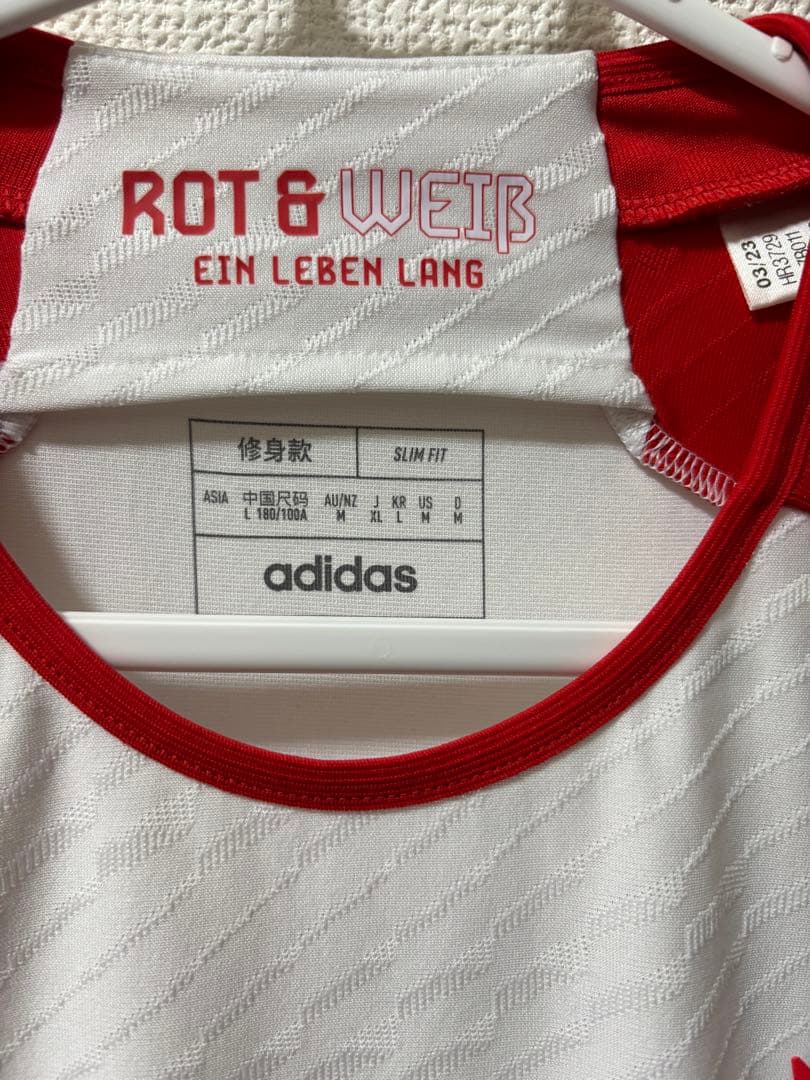 ROT & WEIß
EIN LEBEN LANG
03/23
HR3729
7R011
修身款 SLIM FIT
ASIA 中国尺码 AU/NZ J KR US D
L 180/100A M XL L M M
adidas